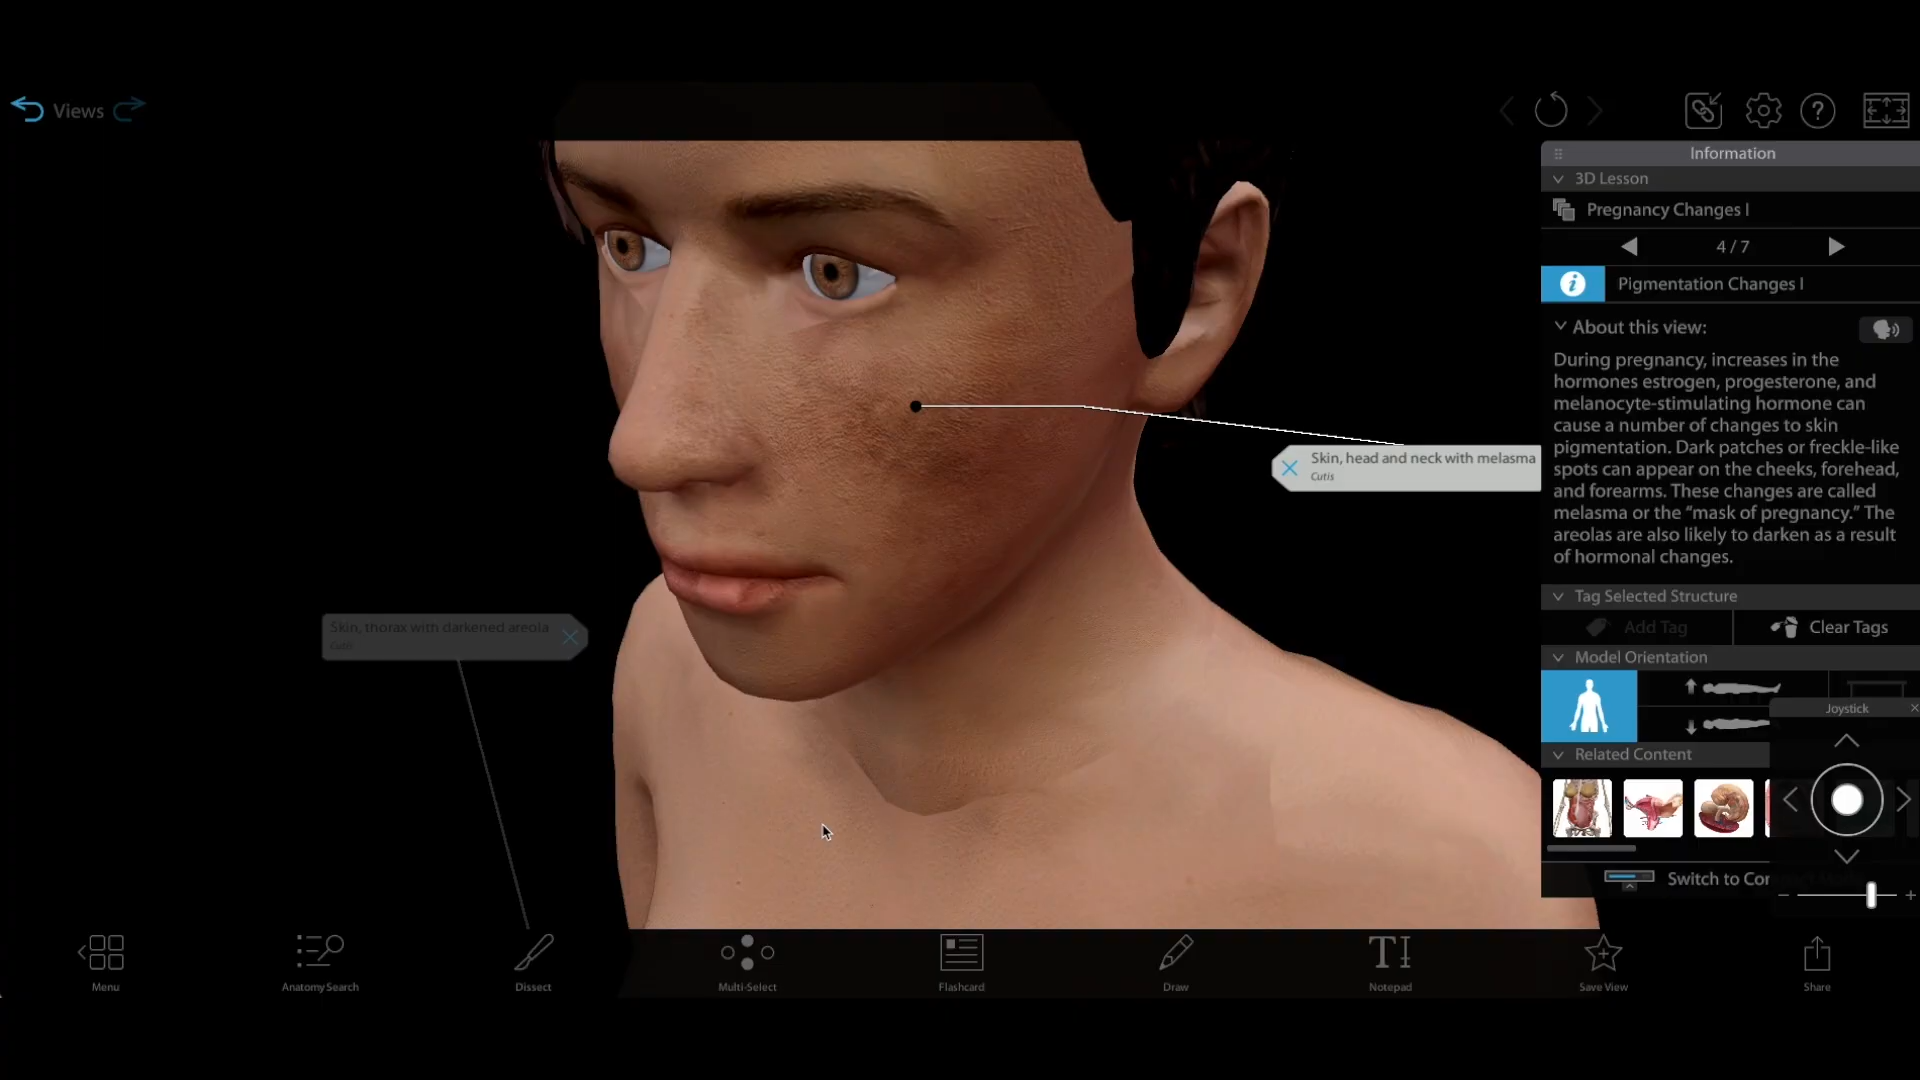 Views
Information
3D Lesson
Pregnancy Changes I
4 / 7
Pigmentation Changes I
About this view:
During pregnancy, increases in the
hormones estrogen, progesterone, and
melanocyte-stimulating hormone can
cause a number of changes to skin
pigmentation. Dark patches or freckle-like
spots can appear on the cheeks, forehead,
and forearms. These changes are called
melasma or the “mask of pregnancy.” The
areolas are also likely to darken as a result
of hormonal changes.
Skin, head and neck with melasma
Cutis
Skin, thorax with darkened areola
Cutis
Tag Selected Structure
Add Tag
Clear Tags
Model Orientation
Joystick
Related Content
Switch to Con
Menu
Anatomy Search
Dissect
Multi-Select
Flashcard
Draw
Notepad
Save View
Share